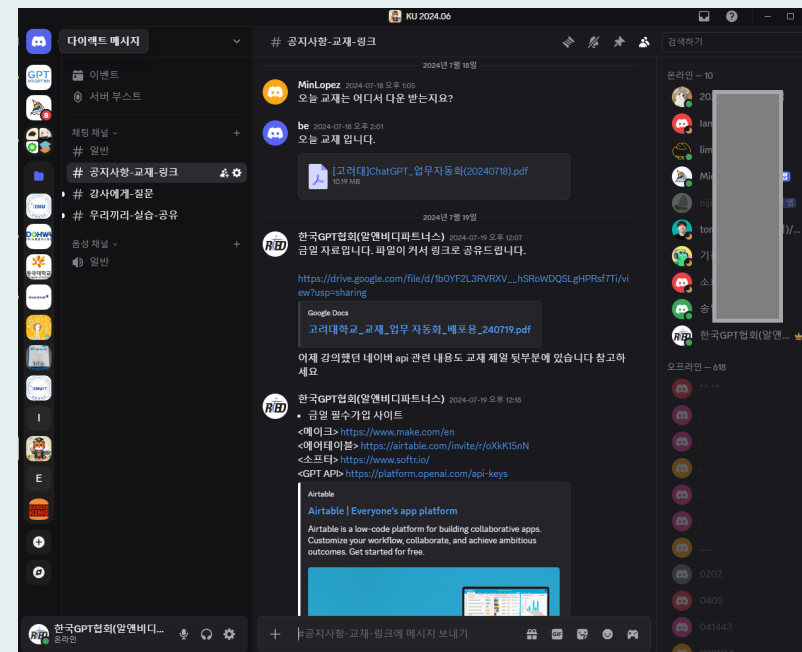 KU 2024.06
다이렉트 메시지
이벤트
서버 부스트
채팅 채널
# 일반
# 공지사항-교재-링크
# 강사에게-질문
# 우리끼리-실습-공유
음성 채널
일반
GPT
8
DOHWA
동국대학교
I
E
BURGER KING
한국GPT협회(알앤비디...
온라인
# 공지사항-교재-링크
2024년 7월 18일
MinLopez 2024-07-18 오후 1:05
오늘 교재는 어디서 다운 받는지요?
be 2024-07-18 오후 2:01
오늘 교재 입니다.
[고려대]ChatGPT_업무자동화(20240718).pdf
10.19 MB
2024년 7월 19일
한국GPT협회(알앤비디파트너스) 2024-07-19 오후 12:07
금일 자료입니다. 파일이 커서 링크로 공유드립니다.
https://drive.google.com/file/d/1bOYF2L3RVRXV__hSRoWDQSLgHPRsf7Ti/vi
ew?usp=sharing
Google Docs
고려대학교_교재_업무 자동화_배포용_240719.pdf
어제 강의했던 네이버 api 관련 내용도 교재 제일 뒷부분에 있습니다 참고하
세요
한국GPT협회(알앤비디파트너스) 2024-07-19 오후 12:18
• 금일 필수가입 사이트
<메이크> https://www.make.com/en
<에어테이블> https://airtable.com/invite/r/oXkK15nN
<소프터> https://www.softr.io/
<GPT API> https://platform.openai.com/api-keys
Airtable
Airtable | Everyone's app platform
Airtable is a low-code platform for building collaborative apps.
Customize your workflow, collaborate, and achieve ambitious
outcomes. Get started for free.
#공지사항-교재-링크에 메시지 보내기
GIF
검색하기
온라인 — 10
20
lan
lim
Mic
niji
tor
기
소
송
한국GPT협회(알앤...
오프라인 — 618
^^.^^
.
.
.
.
.
.....
0202
0405
041443